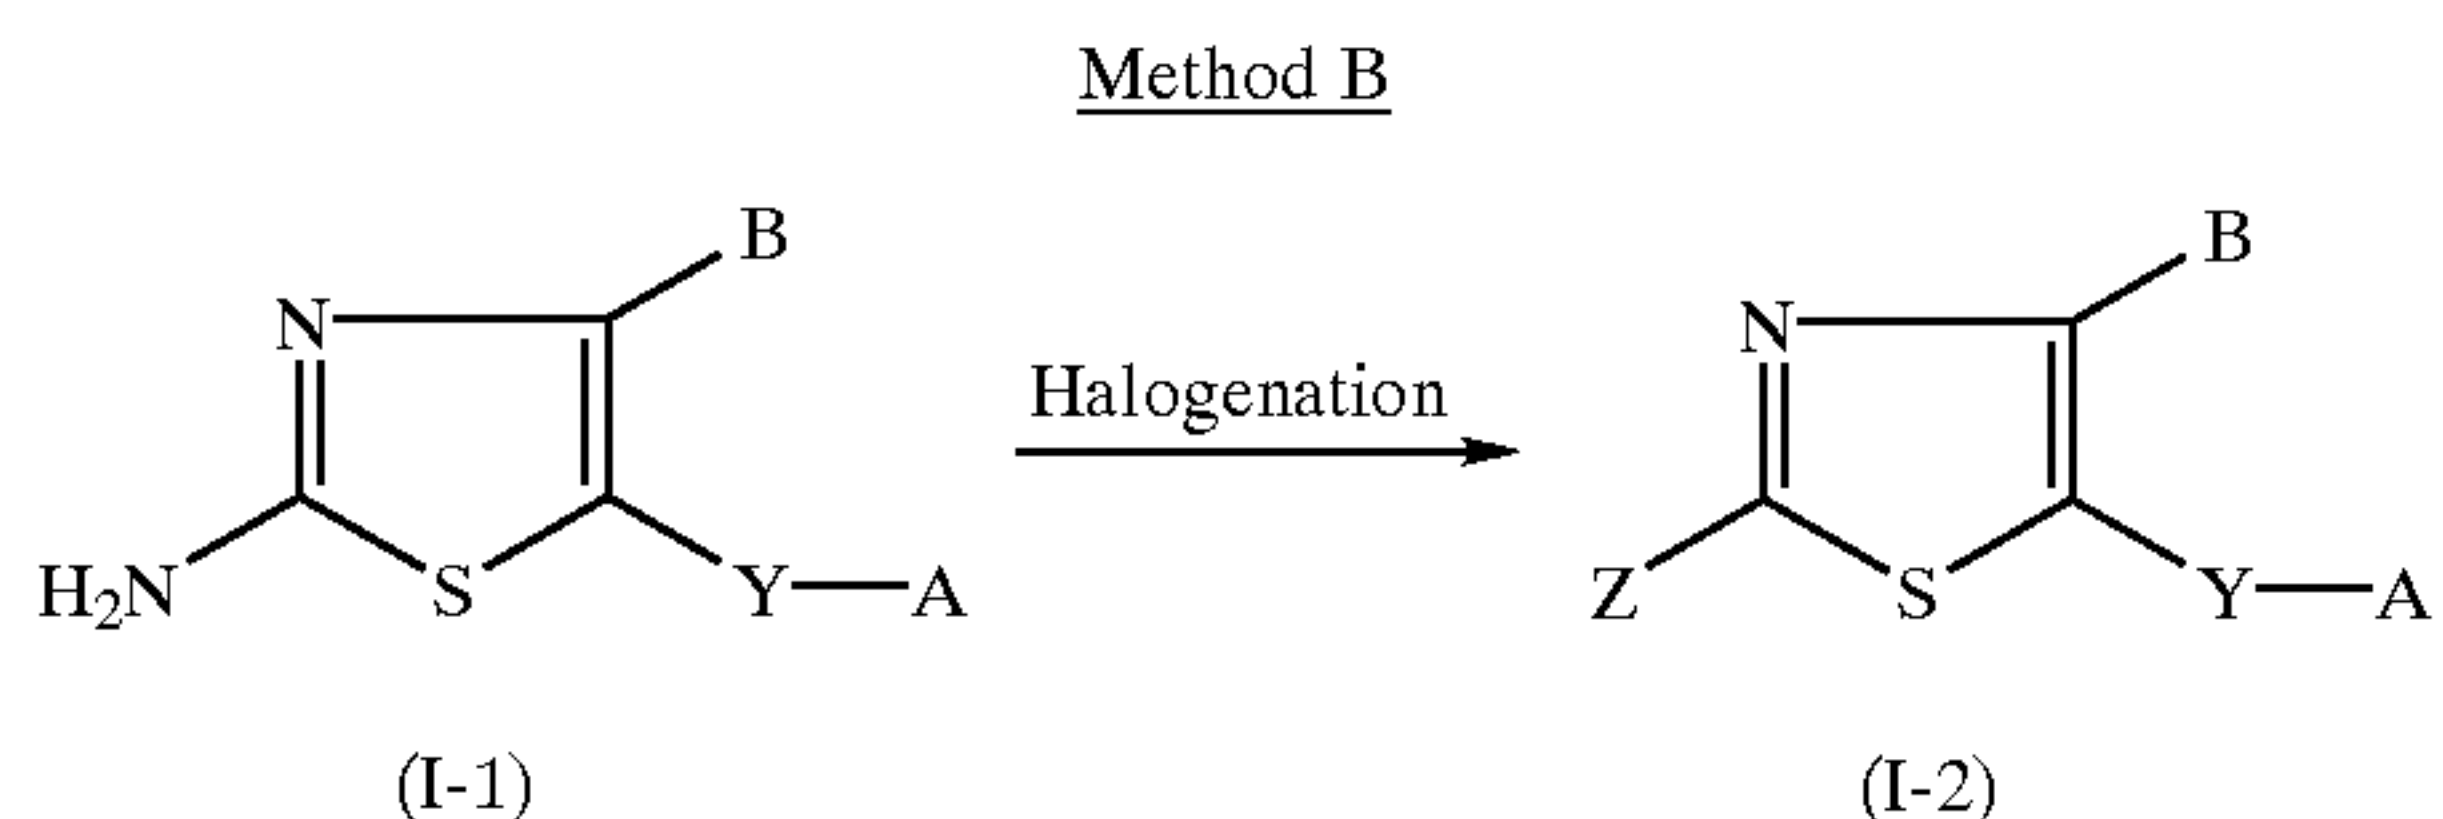 Method B
B
B
N
N
Halogenation
H2N
S
Y
A
Z
S
Y
A
(I-1)
(I-2)